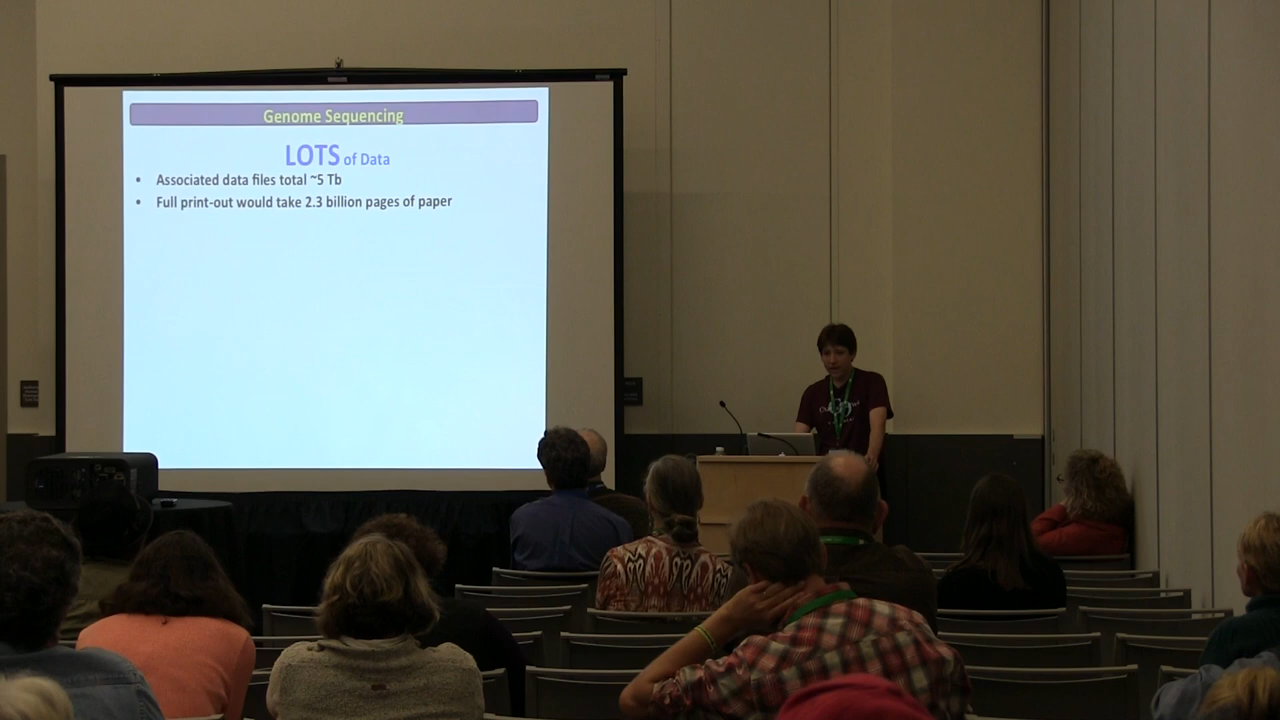 Genome Sequencing
LOTS of Data
• Associated data files total ~5 Tb
• Full print-out would take 2.3 billion pages of paper